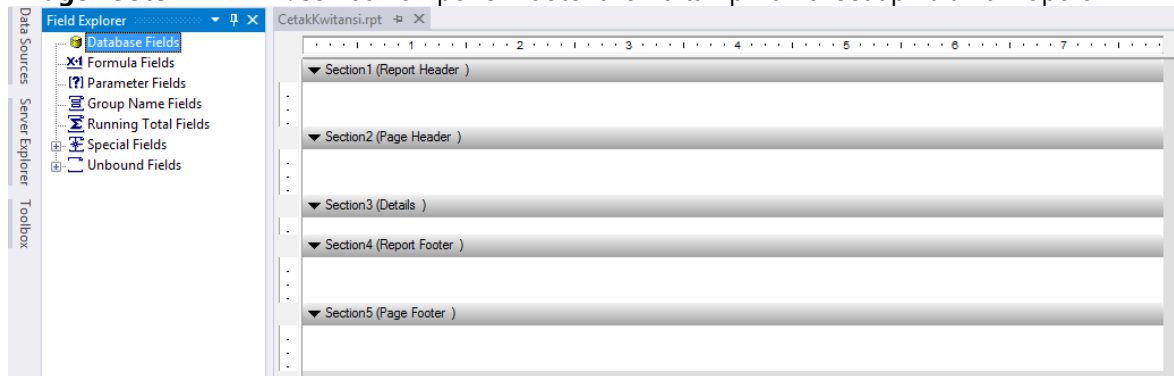 Data Sources
Server Explorer
Toolbox
Field Explorer
Database Fields
Formula Fields
Parameter Fields
Group Name Fields
Running Total Fields
Special Fields
Unbound Fields
CetakKwitansi.rpt
1 2 3 4 5 6 7
Section1 (Report Header )
Section2 (Page Header )
Section3 (Details )
Section4 (Report Footer )
Section5 (Page Footer )